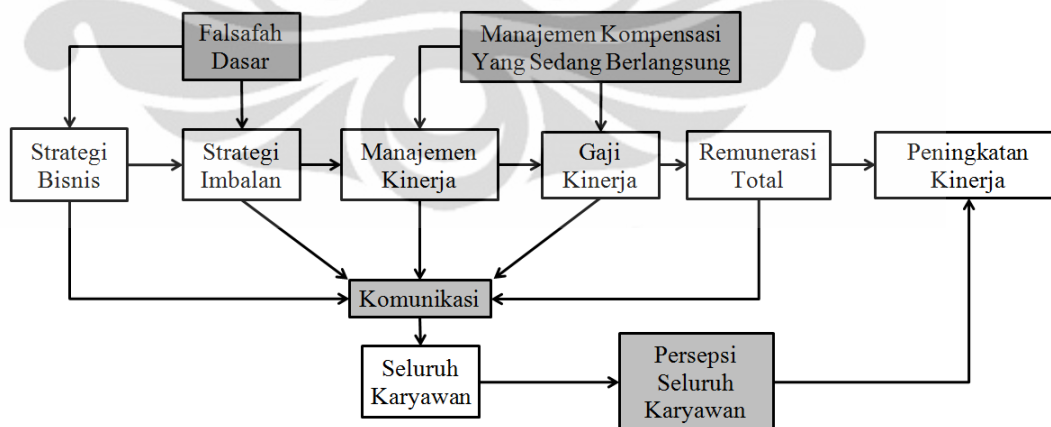 Falsafah
Dasar
Manajemen Kompensasi
Yang Sedang Berlangsung
Strategi
Bisnis
Strategi
Imbalan
Manajemen
Kinerja
Gaji
Kinerja
Remunerasi
Total
Peningkatan
Kinerja
Komunikasi
Seluruh
Karyawan
Persepsi
Seluruh
Karyawan